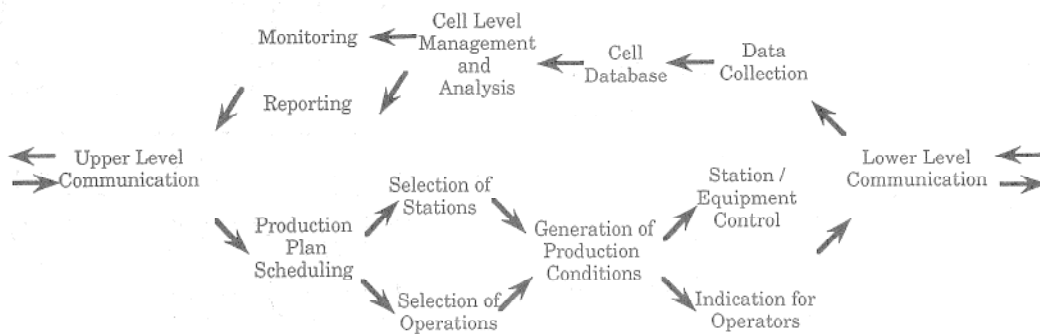 Monitoring
Cell Level
Management
and
Analysis
Cell
Database
Data
Collection
Reporting
Upper Level
Communication
Lower Level
Communication
Selection of
Stations
Station /
Equipment
Control
Production
Plan
Scheduling
Generation of
Production
Conditions
Selection of
Operations
Indication for
Operators